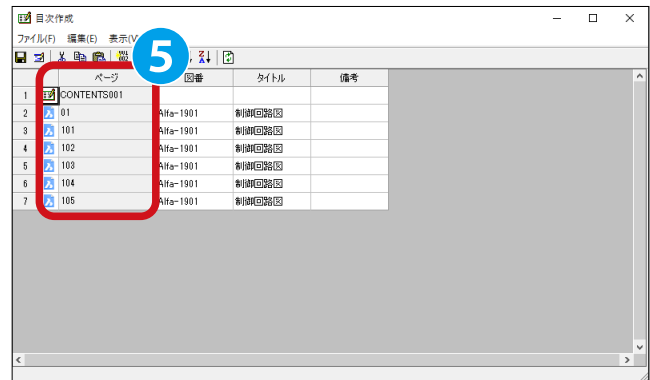 目次作成
ファイル(F) 編集(E) 表示(V
5
ページ 図番 タイトル 備考
1 CONTENTS001
2 01 Alfa-1901 制御回路図
3 101 Alfa-1901 制御回路図
4 102 Alfa-1901 制御回路図
5 103 Alfa-1901 制御回路図
6 104 Alfa-1901 制御回路図
7 105 Alfa-1901 制御回路図